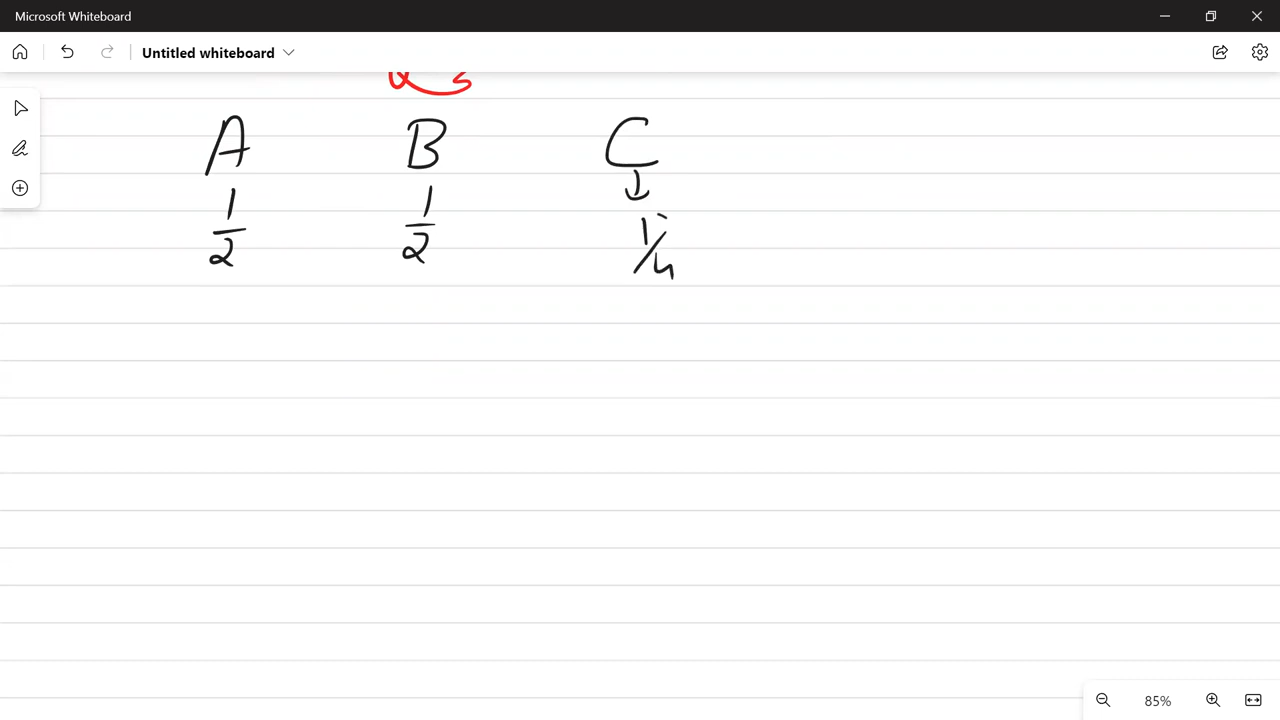 Microsoft Whiteboard
Untitled whiteboard
A B C
1/2 1/2 1/4
85%